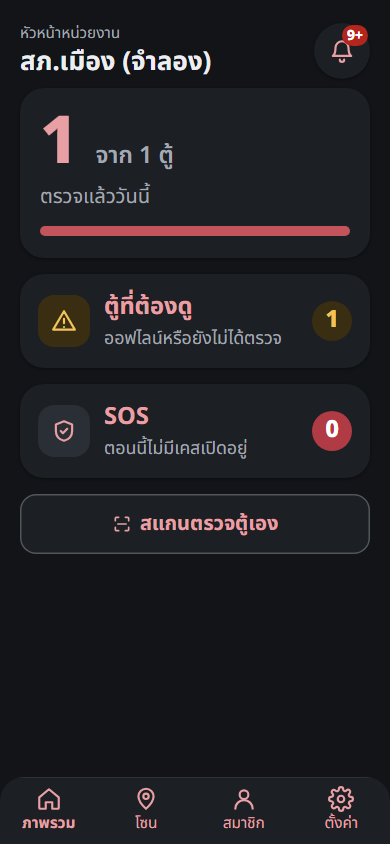 หัวหน้าหน่วยงาน
สภ.เมือง (จำลอง)
9+
1 จาก 1 ตู้
ตรวจแล้ววันนี้
ตู้ที่ต้องดู
ออฟไลน์หรือยังไม่ได้ตรวจ
1
SOS
ตอนนี้ไม่มีเคสเปิดอยู่
0
สแกนตรวจตู้เอง
ภาพรวม
โซน
สมาชิก
ตั้งค่า